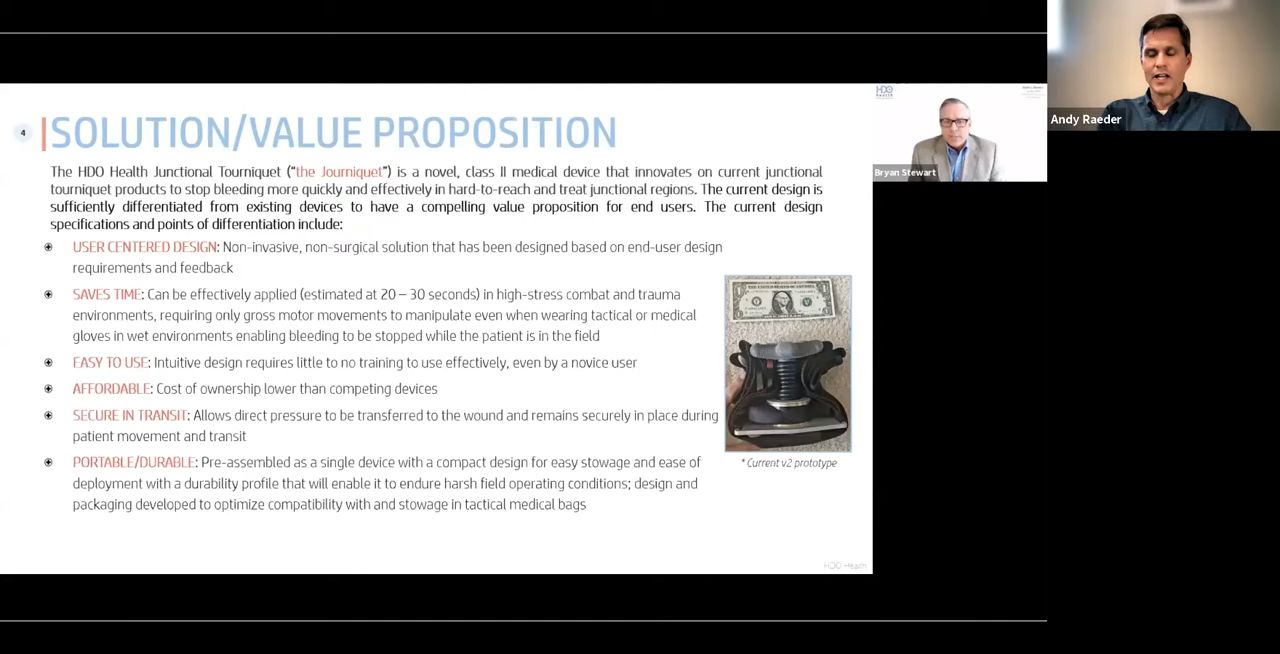 4
SOLUTION/VALUE PROPOSITION
The HDO Health Junctional Tourniquet (“the Journiquet”) is a novel, class II medical device that innovates on current junctional
tourniquet products to stop bleeding more quickly and effectively in hard-to-reach and treat junctional regions. The current design is
sufficiently differentiated from existing devices to have a compelling value proposition for end users. The current design
specifications and points of differentiation include:
USER CENTERED DESIGN: Non-invasive, non-surgical solution that has been designed based on end-user design
requirements and feedback
SAVES TIME: Can be effectively applied (estimated at 20 – 30 seconds) in high-stress combat and trauma
environments, requiring only gross motor movements to manipulate even when wearing tactical or medical
gloves in wet environments enabling bleeding to be stopped while the patient is in the field
EASY TO USE: Intuitive design requires little to no training to use effectively, even by a novice user
AFFORDABLE: Cost of ownership lower than competing devices
SECURE IN TRANSIT: Allows direct pressure to be transferred to the wound and remains securely in place during
patient movement and transit
PORTABLE/DURABLE: Pre-assembled as a single device with a compact design for easy stowage and ease of
deployment with a durability profile that will enable it to endure harsh field operating conditions; design and
packaging developed to optimize compatibility with and stowage in tactical medical bags
* Current v2 prototype
HDO Health
HDO
health
Bryan Stewart
Andy Raeder